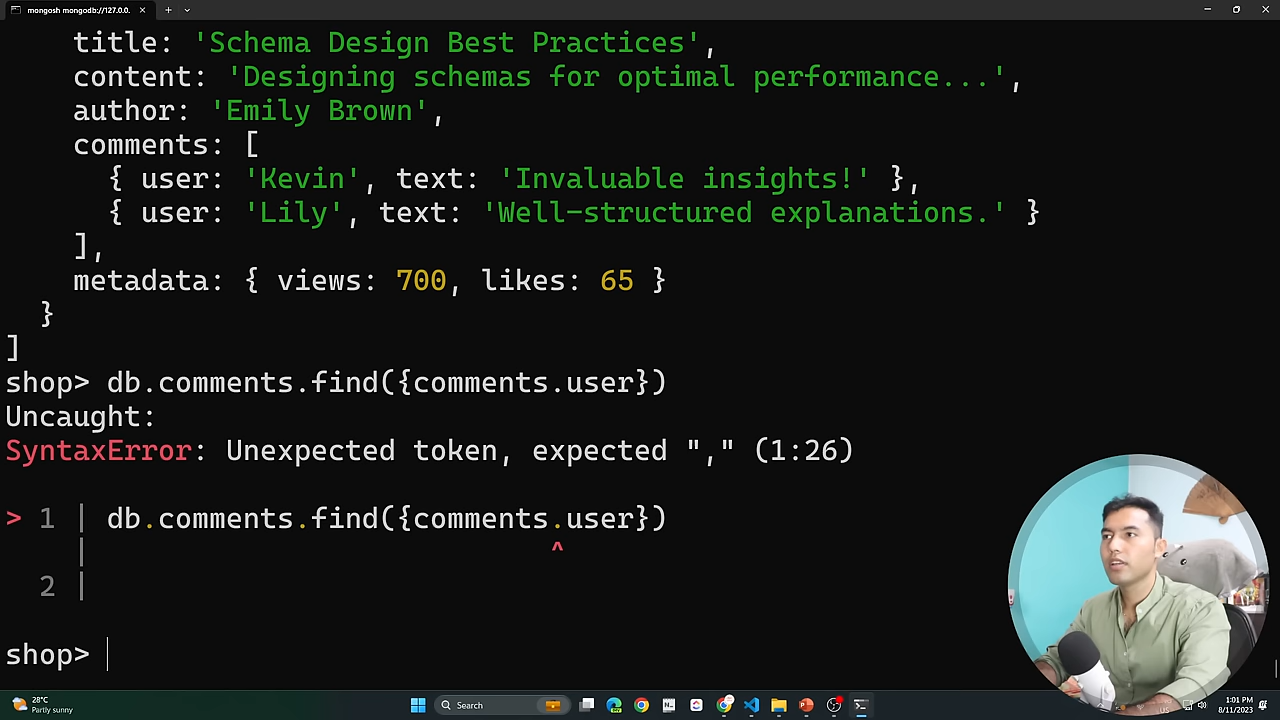 mongosh mongodb://127.0.0.
title: 'Schema Design Best Practices',
content: 'Designing schemas for optimal performance...',
author: 'Emily Brown',
comments: [
{ user: 'Kevin', text: 'Invaluable insights!' },
{ user: 'Lily', text: 'Well-structured explanations.' }
],
metadata: { views: 700, likes: 65 }
}
]
shop> db.comments.find({comments.user})
Uncaught:
SyntaxError: Unexpected token, expected "," (1:26)
> 1 | db.comments.find({comments.user})
| ^
2 |
shop>
28°C
Partly sunny
Search
US
1:01 PM
8/11/2023